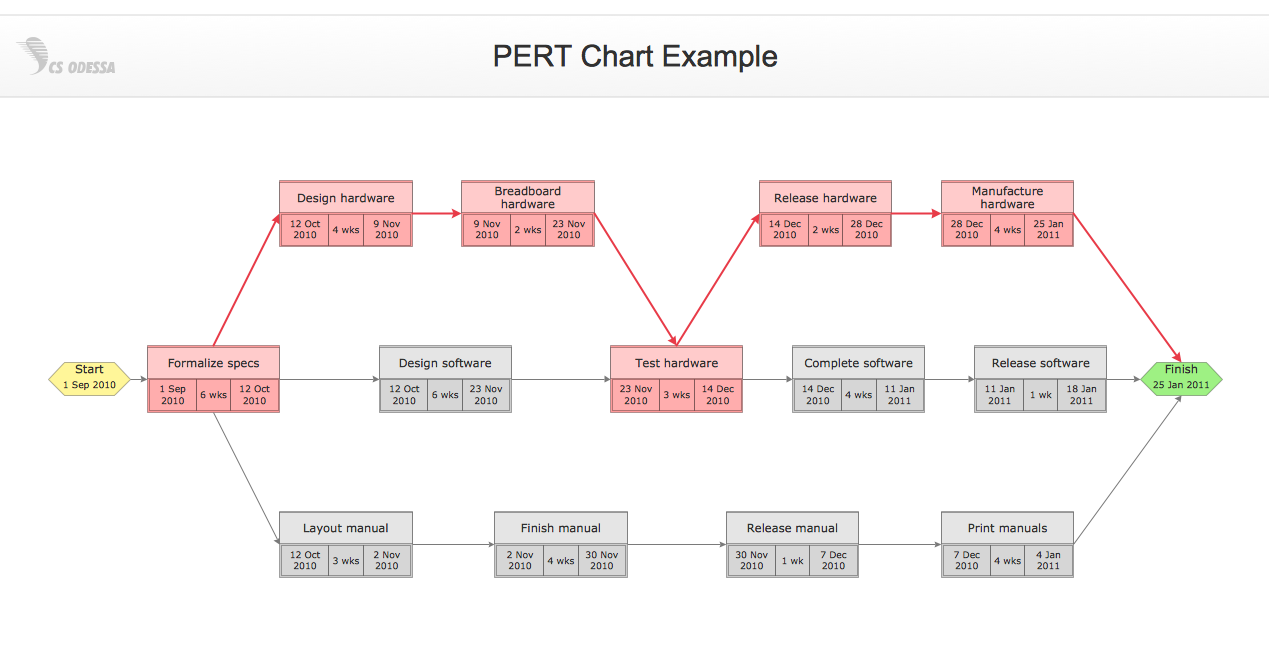 CS ODESSA
PERT Chart Example
Design hardware
12 Oct
2010
4 wks
9 Nov
2010
Breadboard
hardware
9 Nov
2010
2 wks
23 Nov
2010
Release hardware
14 Dec
2010
2 wks
28 Dec
2010
Manufacture
hardware
28 Dec
2010
4 wks
25 Jan
2011
Start
1 Sep 2010
Formalize specs
1 Sep
2010
6 wks
12 Oct
2010
Design software
12 Oct
2010
6 wks
23 Nov
2010
Test hardware
23 Nov
2010
3 wks
14 Dec
2010
Complete software
14 Dec
2010
4 wks
11 Jan
2011
Release software
11 Jan
2011
1 wk
18 Jan
2011
Finish
25 Jan 2011
Layout manual
12 Oct
2010
3 wks
2 Nov
2010
Finish manual
2 Nov
2010
4 wks
30 Nov
2010
Release manual
30 Nov
2010
1 wk
7 Dec
2010
Print manuals
7 Dec
2010
4 wks
4 Jan
2011